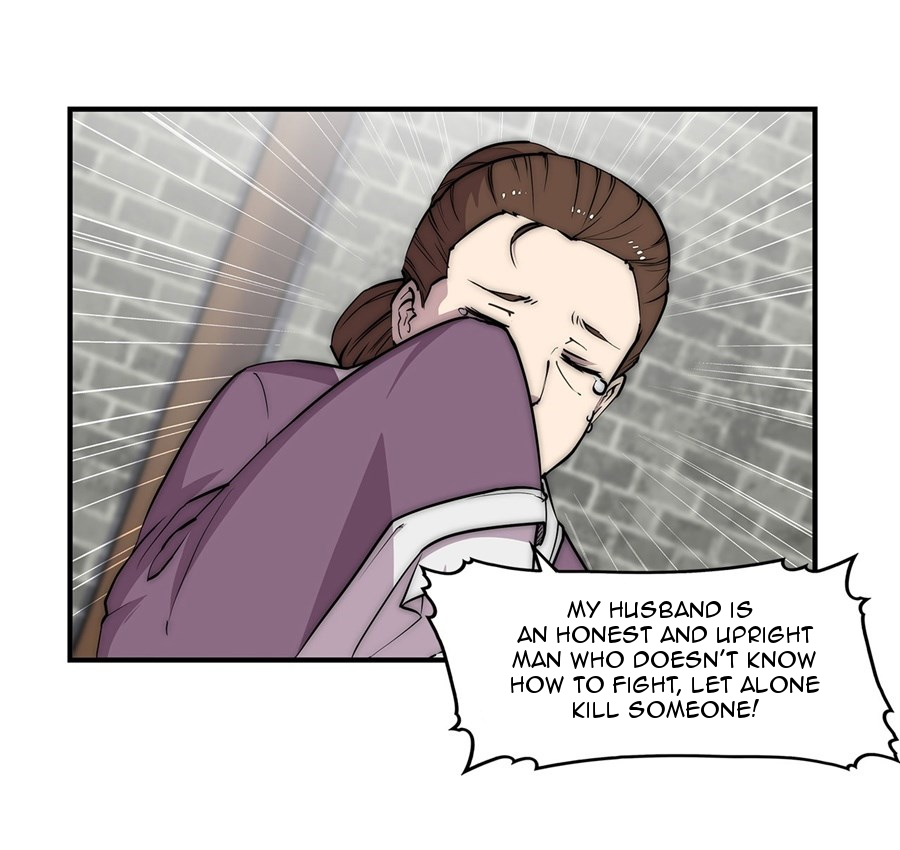 MY HUSBAND IS
AN HONEST AND UPRIGHT
MAN WHO DOESN'T KNOW
HOW TO FIGHT, LET ALONE
KILL SOMEONE!